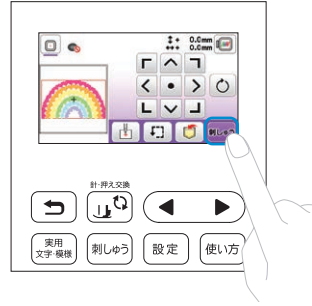 0.0mm
0.0mm
刺しゅう
針・押え交換
実用
文字・模様
刺しゅう
設定
使い方